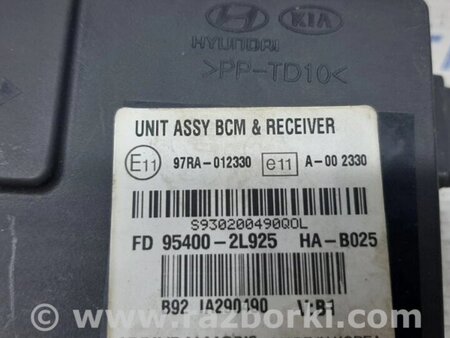 HYUNDAI KIA
>PP-TD10<
UNIT ASSY BCM & RECEIVER
E11 97RA-012330 e11 A-00 2330
S930200490QOL
FD 95400-2L925 HA-B025
www.razborki.com